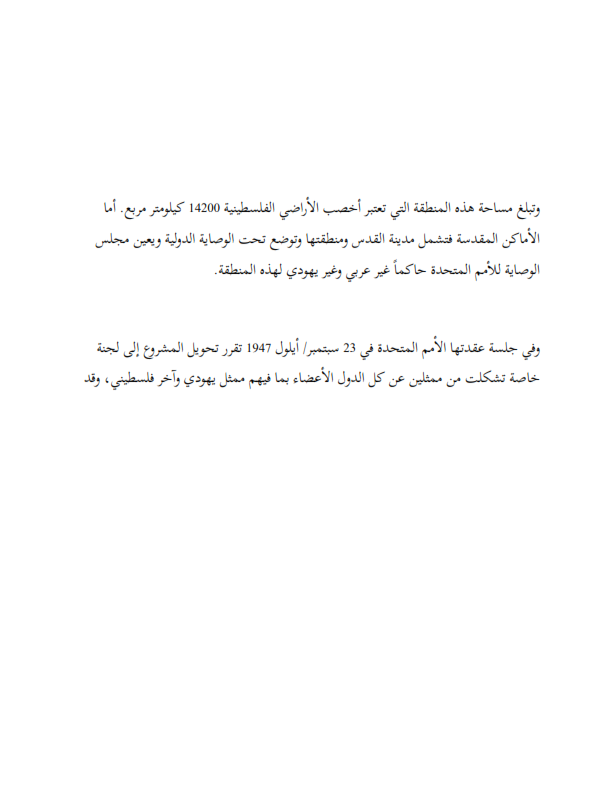 وتبلغ مساحة هذه المنطقة التي تعتبر أخصب الأراضي الفلسطينية 14200 كيلومتر مربع. أما
الأماكن المقدسة فتشمل مدينة القدس ومنطقتها وتوضع تحت الوصاية الدولية ويعين مجلس
الوصاية للأمم المتحدة حاكماً غير عربي وغير يهودي لهذه المنطقة.
وفي جلسة عقدتها الأمم المتحدة في 23 سبتمبر/ أيلول 1947 تقرر تحويل المشروع إلى لجنة
خاصة تشكلت من ممثلين عن كل الدول الأعضاء بما فيهم ممثل يهودي وآخر فلسطيني، وقد